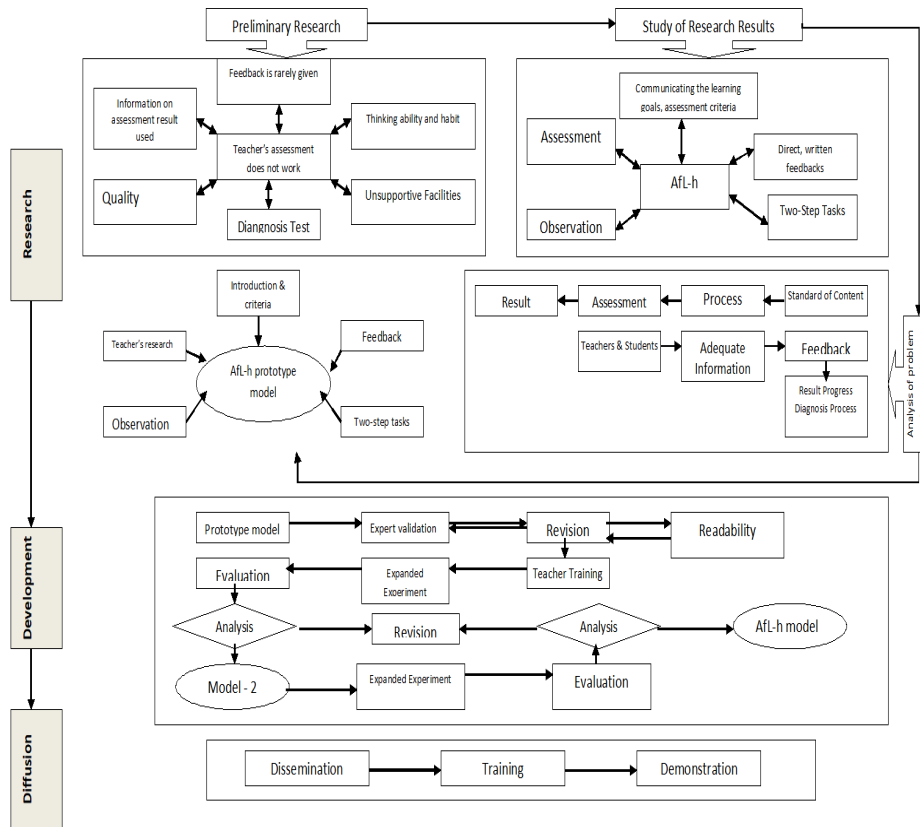 Preliminary Research
Study of Research Results
Feedback is rarely given
Information on
assessment result
used
Thinking ability and habit
Teacher's assessment
does not work
Quality
Unsupportive Facilities
Diangnosis Test
Communicating the learning
goals, assessment criteria
Assessment
Direct, written
feedbacks
AfL-h
Two-Step Tasks
Observation
Research
Introduction &
criteria
Teacher's research
Feedback
AfL-h prototype
model
Observation
Two-step tasks
Result
Assessment
Process
Standard of Content
Teachers & Students
Adequate
Information
Feedback
Result Progress
Diagnosis Process
Analysis of problem
Development
Prototype model
Expert validation
Revision
Readability
Evaluation
Expanded
Experiment
Teacher Training
Analysis
Revision
Analysis
AfL-h model
Model - 2
Expanded Experiment
Evaluation
Diffusion
Dissemination
Training
Demonstration